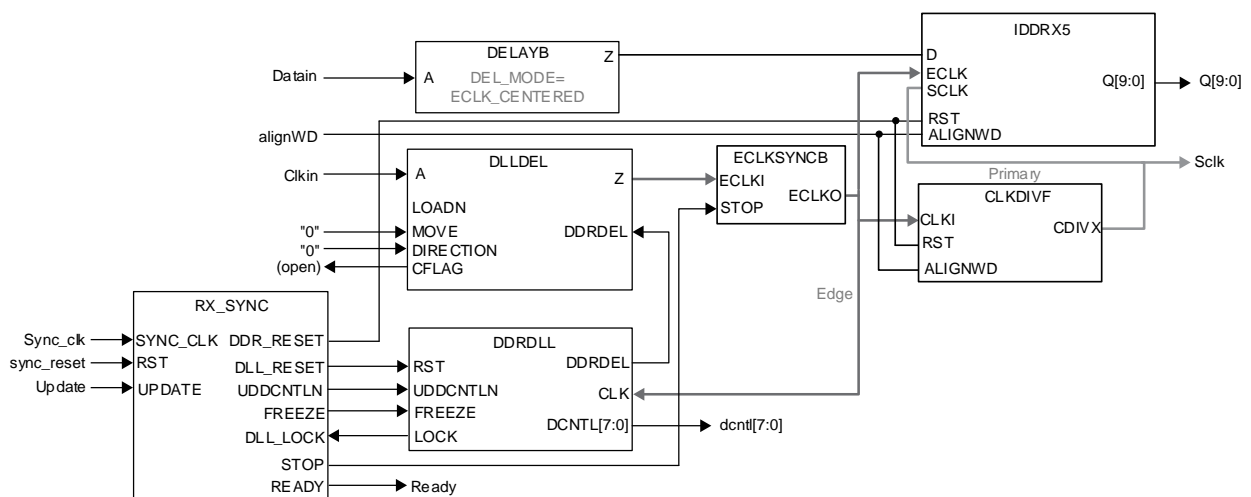 IDDRX5
DELAYB
Z
D
Datain
A
DEL_MODE=
ECLK_CENTERED
ECLK
SCLK
Q[9:0]
Q[9:0]
RST
alignWD
ALIGNWD
DLLDEL
ECLKSYNCB
Sclk
Clkin
A
Z
ECLKI
Primary
CLKDIVF
LOADN
STOP
ECLKO
"0"
MOVE
DDRDEL
CLKI
CDIVX
"0"
DIRECTION
RST
(open)
CFLAG
ALIGNWD
Edge
RX_SYNC
DDRDLL
Sync_clk
SYNC_CLK
DDR_RESET
sync_reset
RST
DLL_RESET
RST
DDRDEL
Update
UPDATE
UDDCNTLN
UDDCNTLN
CLK
FREEZE
FREEZE
DCNTL[7:0]
dcntl[7:0]
DLL_LOCK
LOCK
STOP
READY
Ready